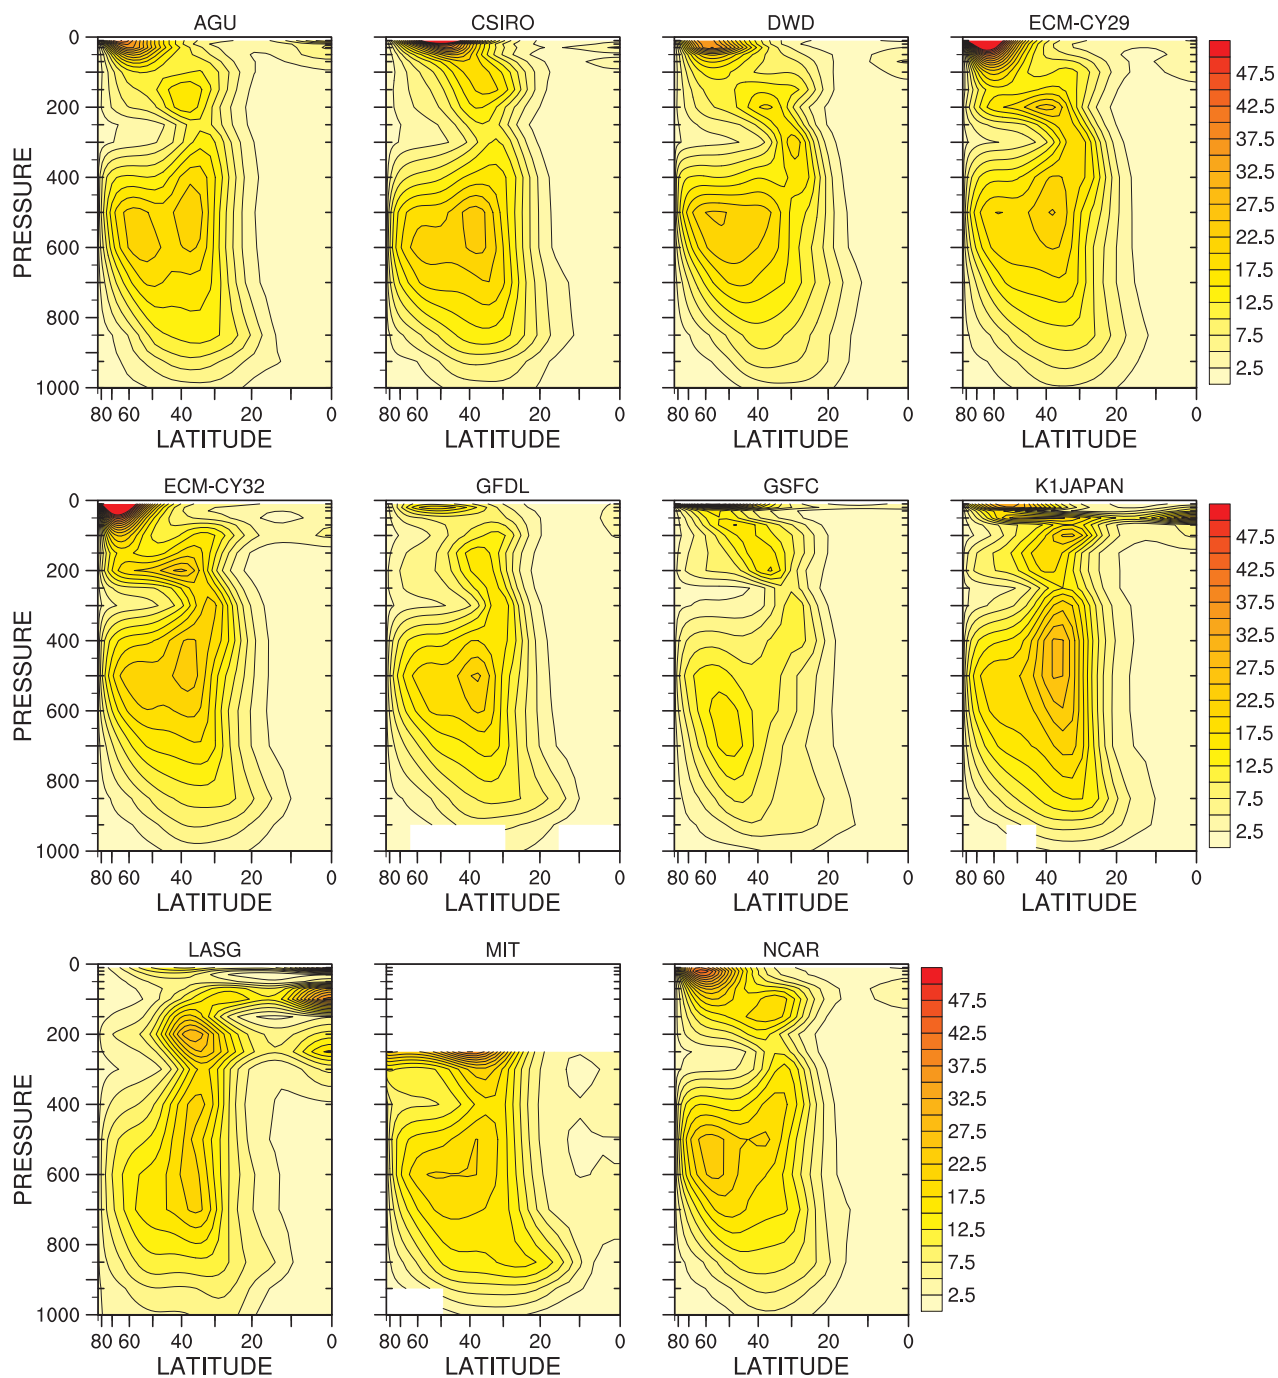 AGU CSIRO DWD ECM-CY29
PRESSURE
0
200
400
600
800
1000
80 60 40 20 0
80 60 40 20 0
80 60 40 20 0
80 60 40 20 0
LATITUDE LATITUDE LATITUDE LATITUDE
47.5
42.5
37.5
32.5
27.5
22.5
17.5
12.5
7.5
2.5
ECM-CY32 GFDL GSFC K1JAPAN
PRESSURE
0
200
400
600
800
1000
80 60 40 20 0
80 60 40 20 0
80 60 40 20 0
80 60 40 20 0
LATITUDE LATITUDE LATITUDE LATITUDE
47.5
42.5
37.5
32.5
27.5
22.5
17.5
12.5
7.5
2.5
LASG MIT NCAR
PRESSURE
0
200
400
600
800
1000
80 60 40 20 0
80 60 40 20 0
80 60 40 20 0
LATITUDE LATITUDE LATITUDE
47.5
42.5
37.5
32.5
27.5
22.5
17.5
12.5
7.5
2.5